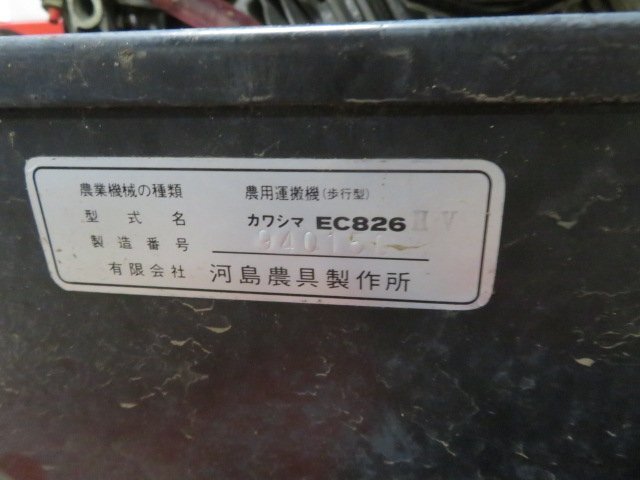 農業機械の種類 農用運搬機(歩行型)
型式名 カワシマ EC826 ⅡV
製造番号 940151
有限会社 河島農具製作所